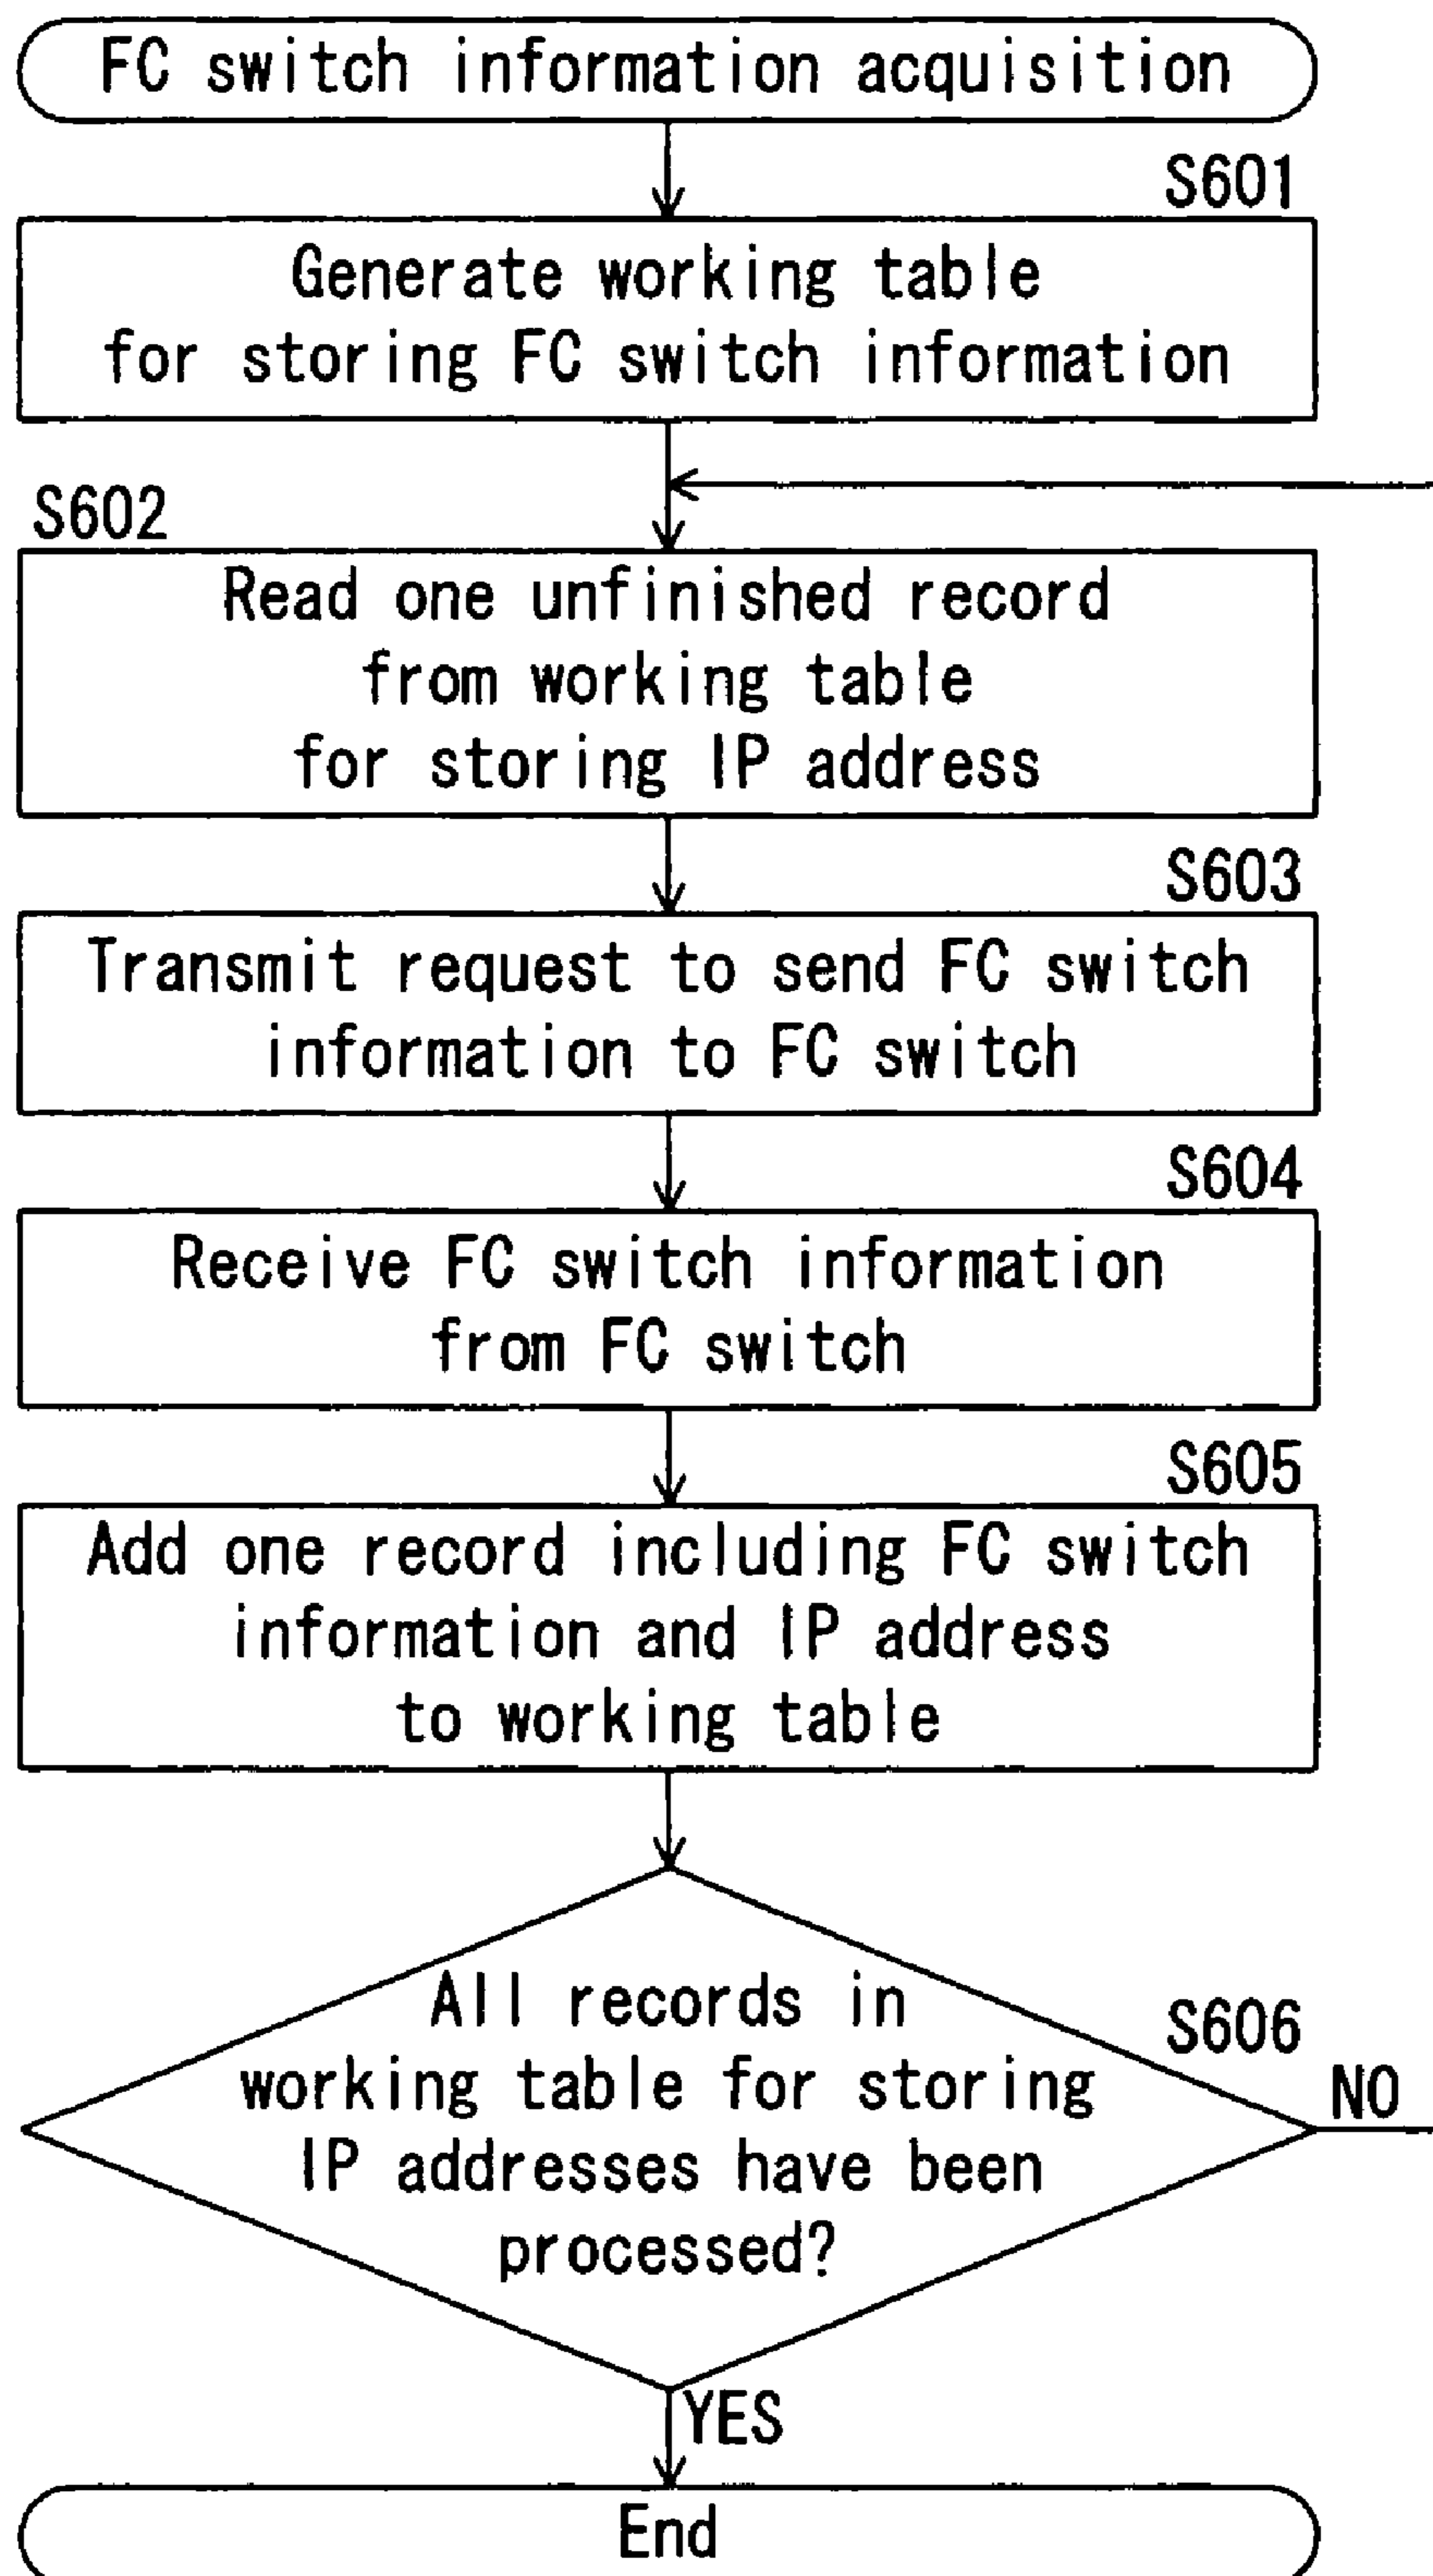 FC switch information acquisition
S601
Generate working table
for storing FC switch information
S602
Read one unfinished record
from working table
for storing IP address
S603
Transmit request to send FC switch
information to FC switch
S604
Receive FC switch information
from FC switch
S605
Add one record including FC switch
information and IP address
to working table
S606
All records in
working table for storing
IP addresses have been
processed?
NO
YES
End